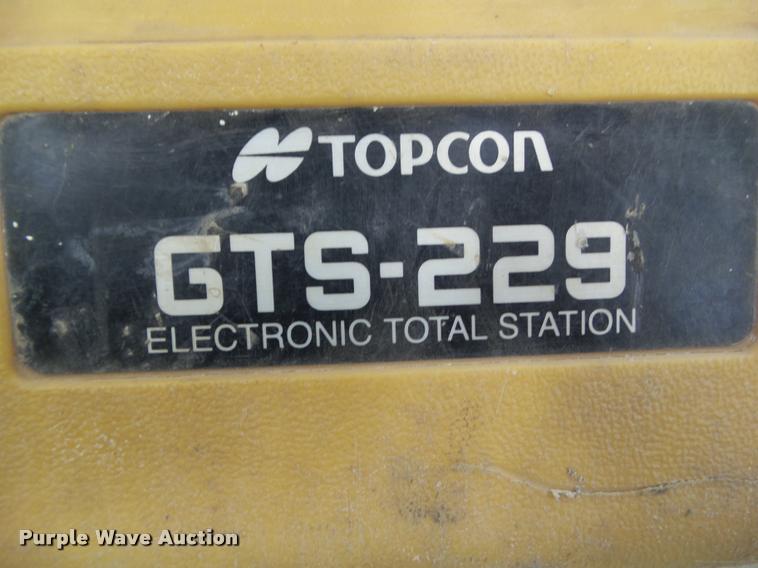 TOPCON
GTS-229
ELECTRONIC TOTAL STATION
Purple Wave Auction